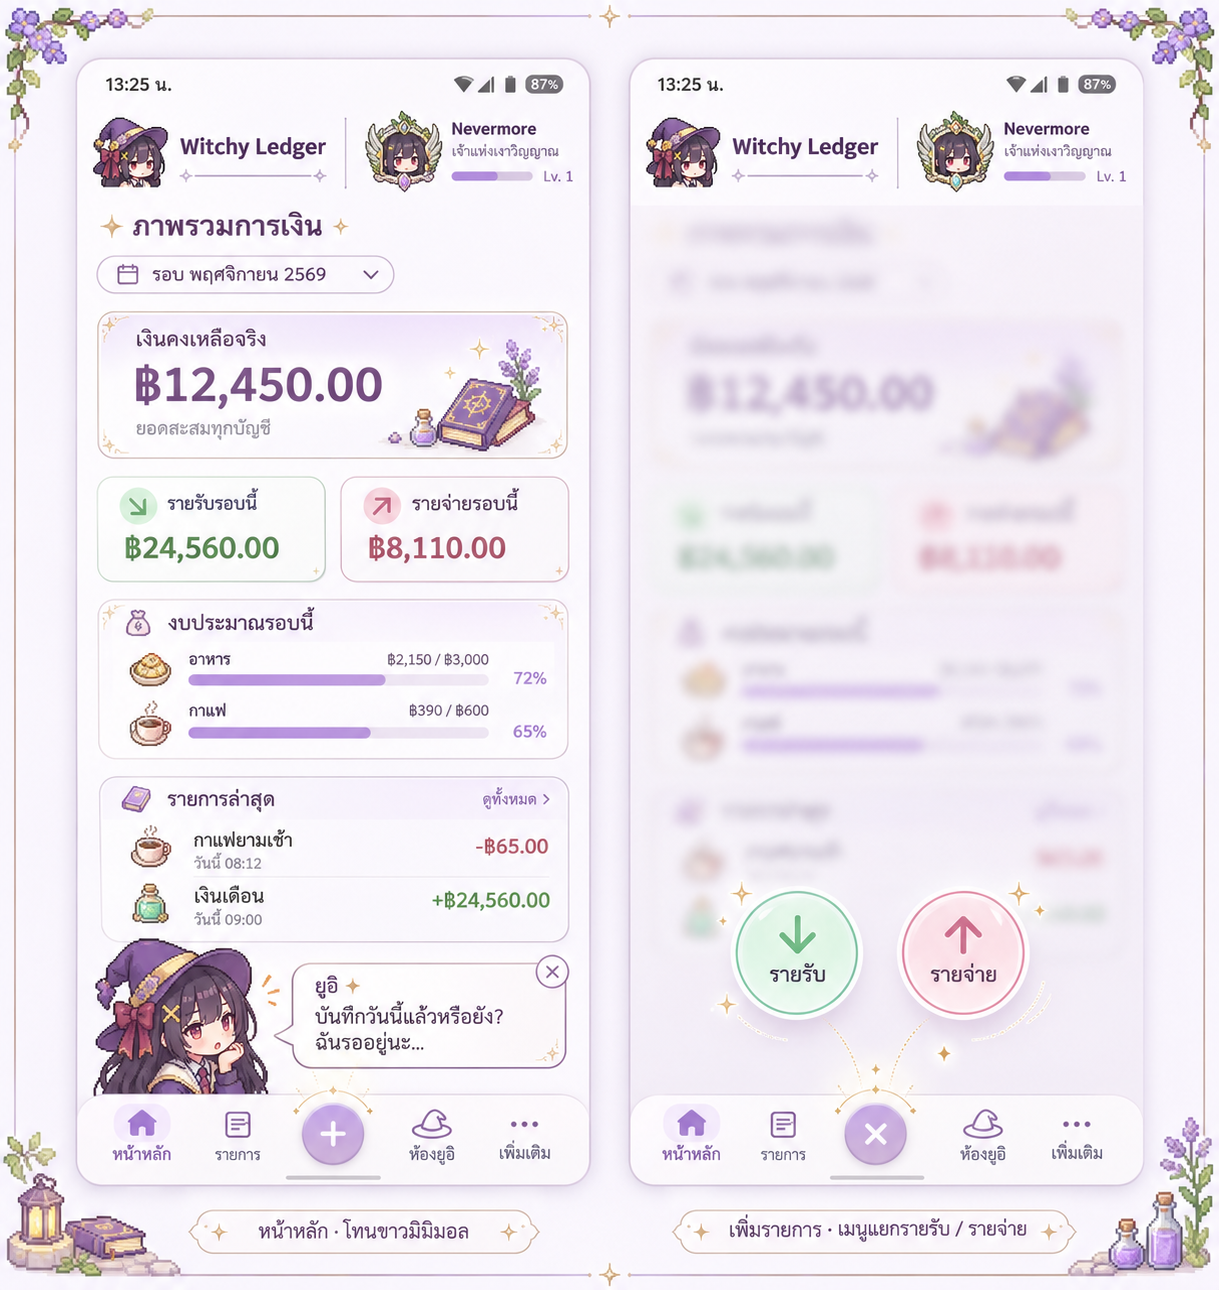 13:25 น.
87%
Witchy Ledger
Nevermore
เจ้าแห่งเงาวิญญาณ
Lv. 1
ภาพรวมการเงิน
รอบ พฤศจิกายน 2569
เงินคงเหลือจริง
฿12,450.00
ยอดสะสมทุกบัญชี
รายรับรอบนี้
฿24,560.00
รายจ่ายรอบนี้
฿8,110.00
งบประมาณรอบนี้
อาหาร
฿2,150 / ฿3,000
72%
กาแฟ
฿390 / ฿600
65%
รายการล่าสุด
ดูทั้งหมด >
กาแฟยามเช้า
วันนี้ 08:12
-฿65.00
เงินเดือน
วันนี้ 09:00
+฿24,560.00
ยูอิ
บันทึกวันนี้แล้วหรือยัง?
ฉันรออยู่นะ...
หน้าหลัก
รายการ
ห้องยูอิ
เพิ่มเติม
หน้าหลัก · โทนขาวมินิมอล
13:25 น.
87%
Witchy Ledger
Nevermore
เจ้าแห่งเงาวิญญาณ
Lv. 1
฿12,450.00
฿24,560.00
฿8,110.00
รายรับ
รายจ่าย
หน้าหลัก
รายการ
ห้องยูอิ
เพิ่มเติม
เพิ่มรายการ · เมนูแยกรายรับ / รายจ่าย